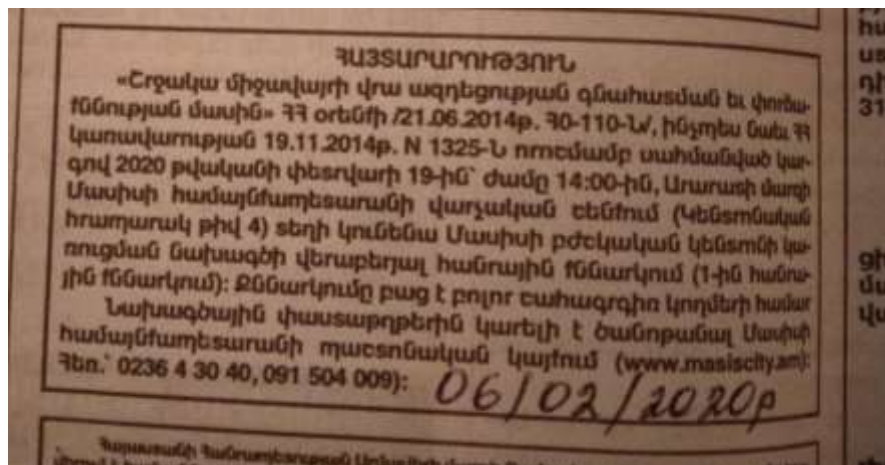 ՀԱՅՏԱՐԱՐՈՒԹՅՈՒՆ
«Շրջակա միջավայրի վրա ազդեցության գնահատման եւ փորձա-
քննության մասին» ՀՀ օրենքի /21.06.2014թ. ՀՕ-110-Ն/, ինչպես նաեւ ՀՀ
կառավարության 19.11.2014թ. N 1325-Ն որոշմամբ սահմանված կար-
գով 2020 թվականի փետրվարի 19-ին՝ ժամը 14:00-ին, Արարատի մարզի
Մասիսի համայնքապետարանի վարչական շենքում (Կենտրոնական
հրապարակ թիվ 4) տեղի կունենա Մասիսի բժշկական կենտրոնի կա-
ռուցման նախագծի վերաբերյալ հանրային քննարկում (1-ին հանրա-
յին քննարկում): Քննարկումը բաց է բոլոր շահագրգիռ կողմերի համար
Նախագծային փաստաթղթերին կարելի է ծանոթանալ Մասիսի
համայնքապետարանի պաշտոնական կայքում (www.masiscity.am):
Հեռ.՝ 0236 4 30 40, 091 504 009):
06/02/2020թ